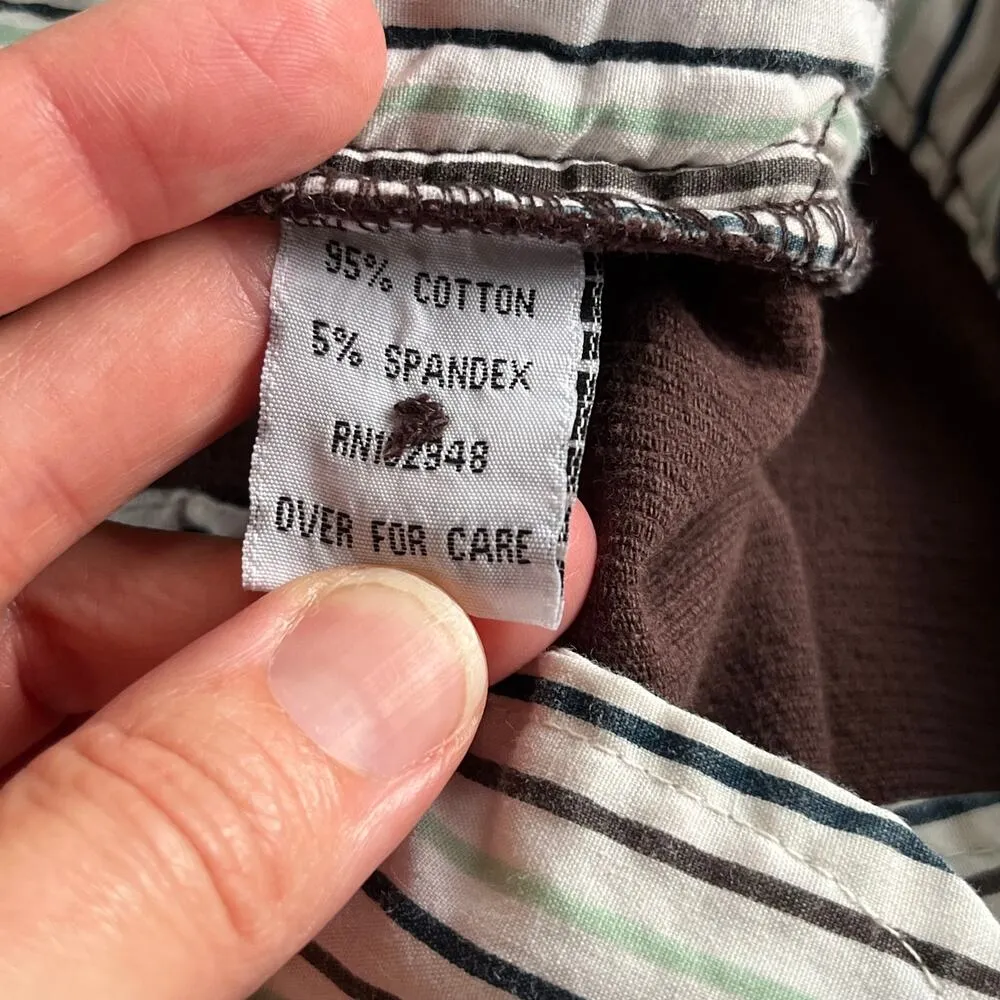 95% COTTON
5% SPANDEX
OVER FOR CARE